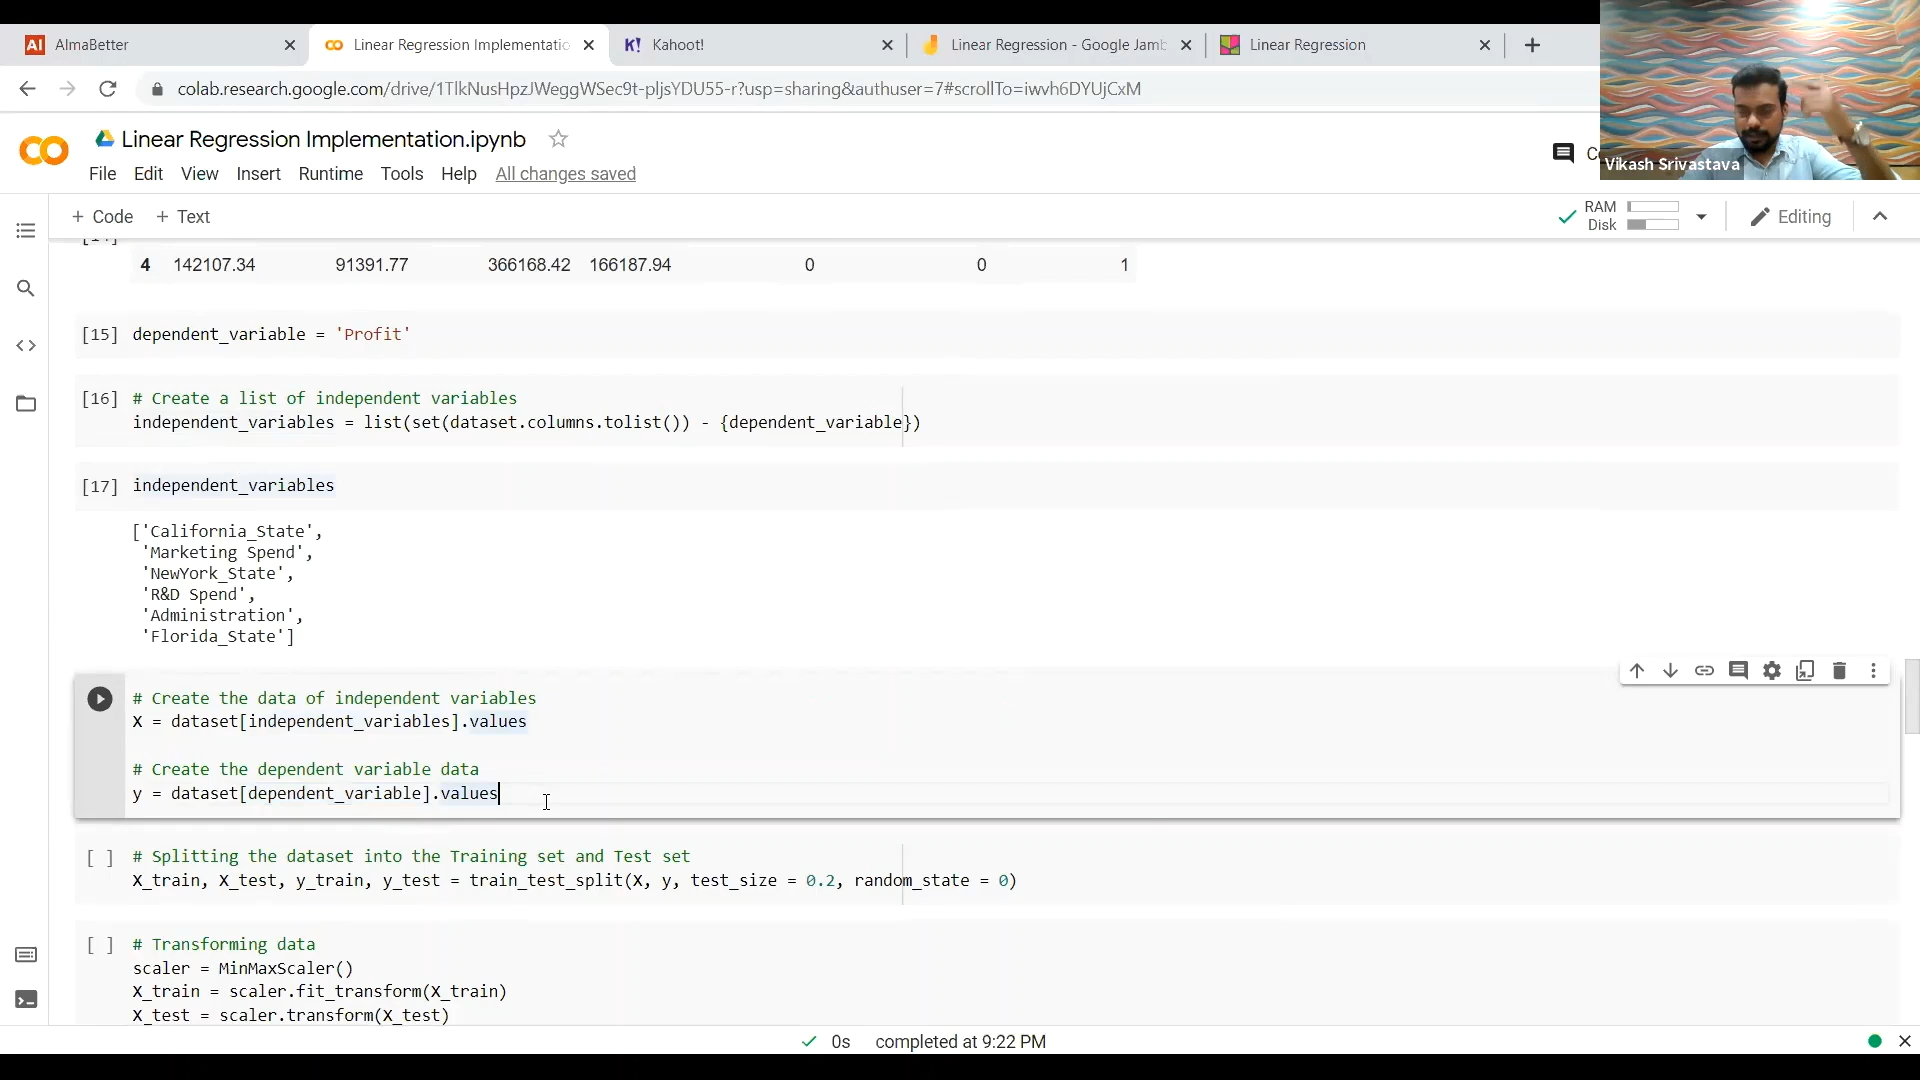 AI AlmaBetter
Linear Regression Implementatio
K! Kahoot!
Linear Regression - Google Jamb
Linear Regression
colab.research.google.com/drive/1TlkNusHpzJWeggWSec9t-pljsYDU55-r?usp=sharing&authuser=7#scrollTo=iwvh6DYUjCxM
Linear Regression Implementation.ipynb
File Edit View Insert Runtime Tools Help All changes saved
Vikash Srivastava
+ Code + Text
RAM
Disk
Editing
4 142107.34 91391.77 366168.42 166187.94 0 0 1
[15] dependent_variable = 'Profit'
[16] # Create a list of independent variables
independent_variables = list(set(dataset.columns.tolist()) - {dependent_variable})
[17] independent_variables
['California_State',
'Marketing Spend',
'NewYork_State',
'R&D Spend',
'Administration',
'Florida_State']
# Create the data of independent variables
X = dataset[independent_variables].values
# Create the dependent variable data
y = dataset[dependent_variable].values
[ ] # Splitting the dataset into the Training set and Test set
X_train, X_test, y_train, y_test = train_test_split(X, y, test_size = 0.2, random_state = 0)
[ ] # Transforming data
scaler = MinMaxScaler()
X_train = scaler.fit_transform(X_train)
X_test = scaler.transform(X_test)
0s completed at 9:22 PM